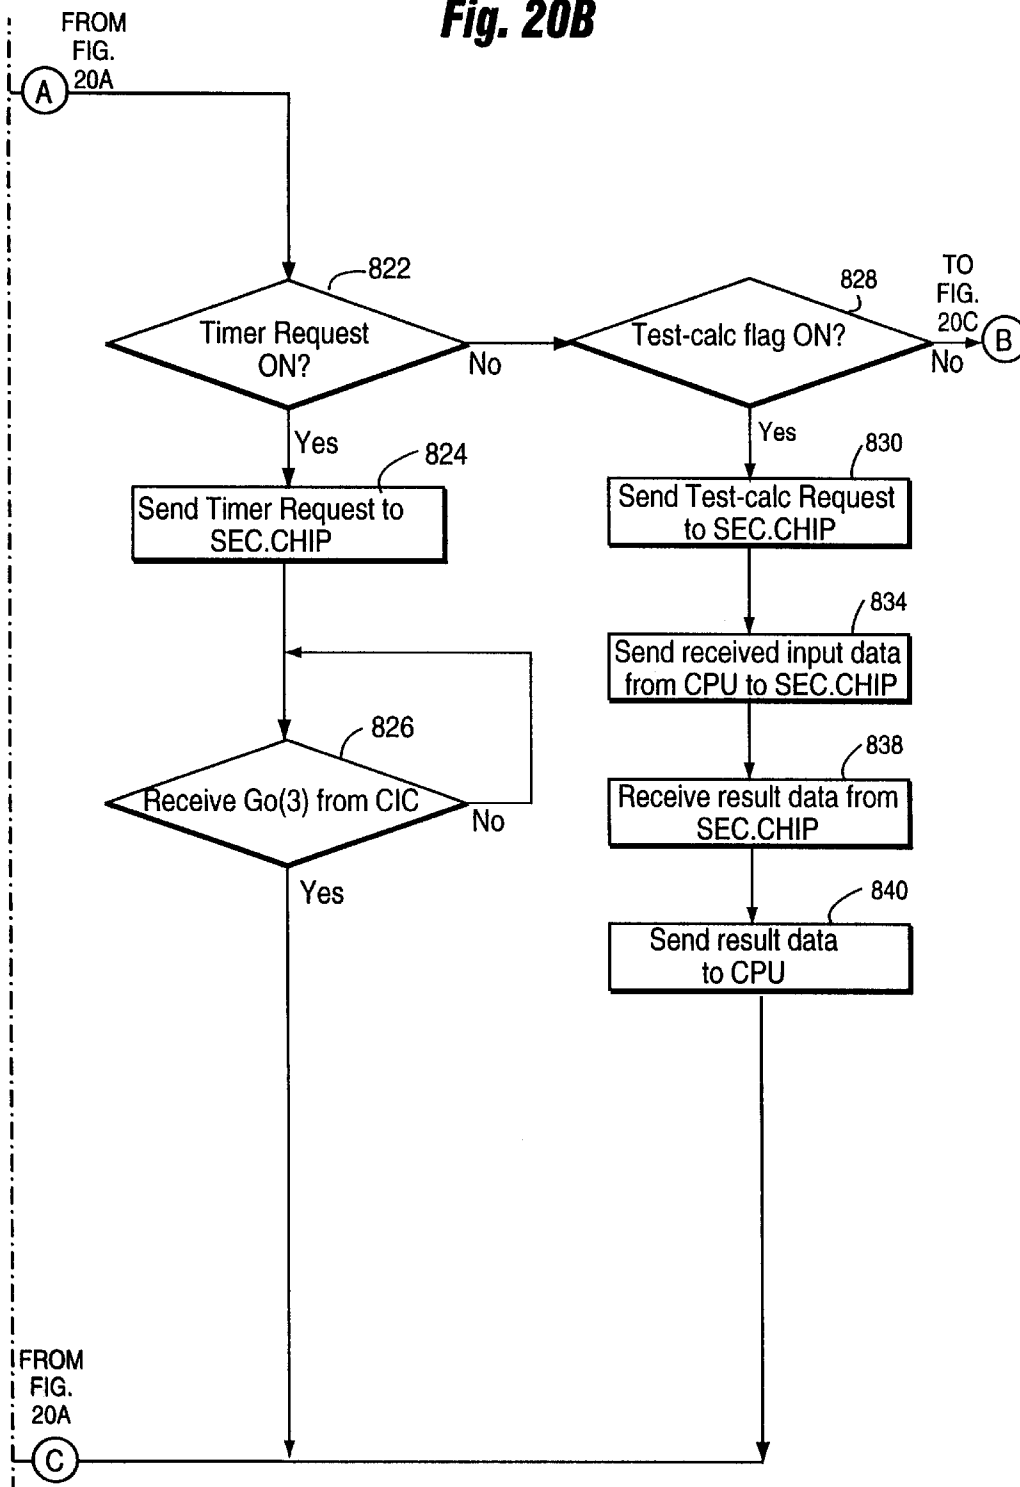 Fig. 20B
FROM
FIG.
20A
A
822
Timer Request
ON?
No
Yes
824
Send Timer Request to
SEC.CHIP
826
Receive Go(3) from CIC
No
Yes
828
Test-calc flag ON?
TO
FIG.
20C
B
No
Yes
830
Send Test-calc Request
to SEC.CHIP
834
Send received input data
from CPU to SEC.CHIP
838
Receive result data from
SEC.CHIP
840
Send result data
to CPU
FROM
FIG.
20A
C